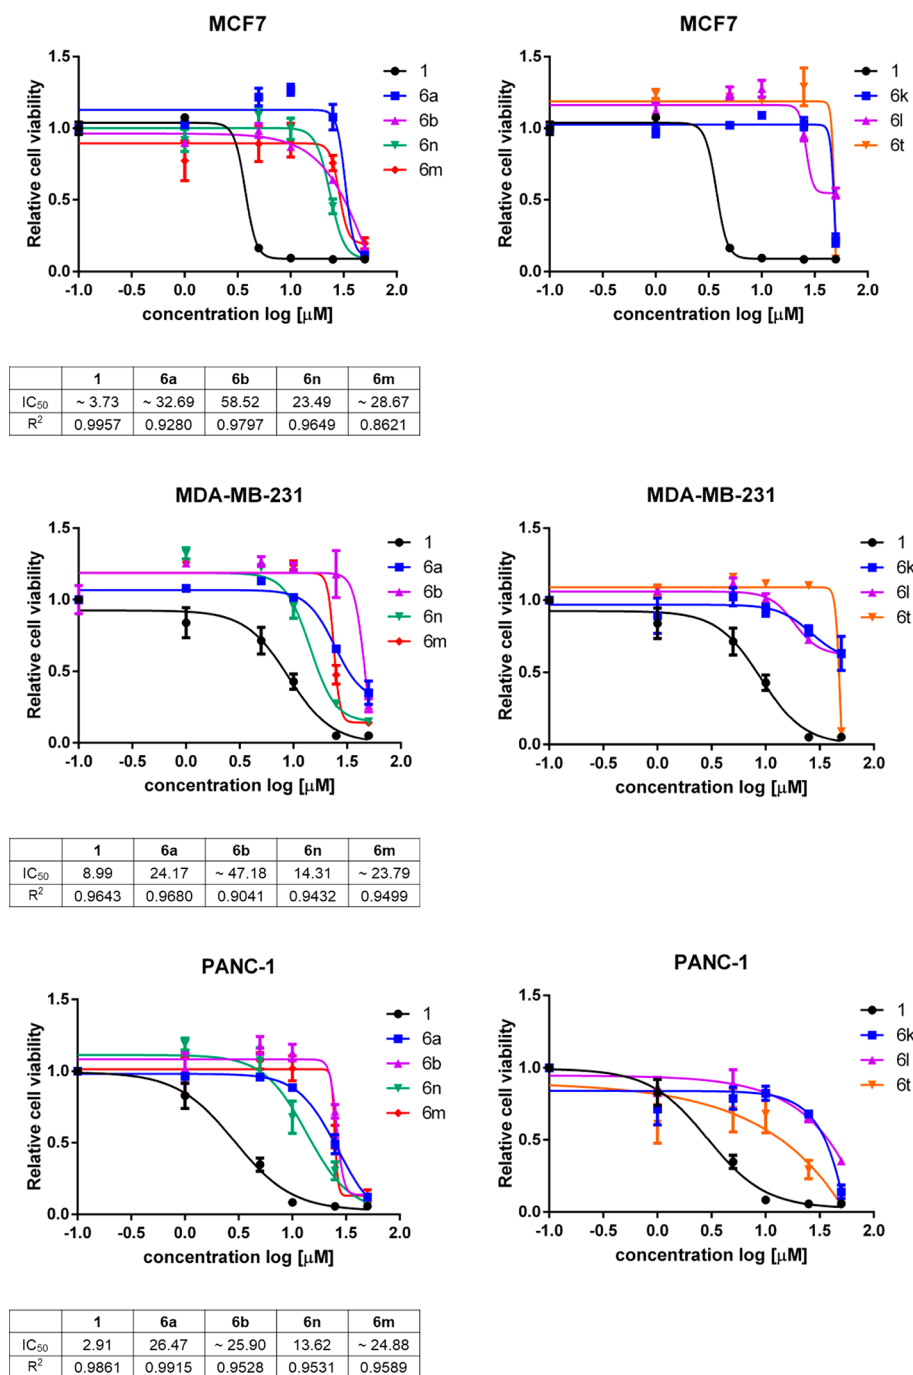 MCF7
1.5
1.0
0.5
0.0
Relative cell viability
-1.0 -0.5 0.0 0.5 1.0 1.5 2.0
concentration log [μM]
1
6a
6b
6n
6m
MCF7
1.5
1.0
0.5
0.0
Relative cell viability
-1.0 -0.5 0.0 0.5 1.0 1.5 2.0
concentration log [μM]
1
6k
6l
6t
1 6a 6b 6n 6m
IC50 ~ 3.73 ~ 32.69 58.52 23.49 ~ 28.67
R2 0.9957 0.9280 0.9797 0.9649 0.8621
MDA-MB-231
1.5
1.0
0.5
0.0
Relative cell viability
-1.0 -0.5 0.0 0.5 1.0 1.5 2.0
concentration log [μM]
1
6a
6b
6n
6m
MDA-MB-231
1.5
1.0
0.5
0.0
Relative cell viability
-1.0 -0.5 0.0 0.5 1.0 1.5 2.0
concentration log [μM]
1
6k
6l
6t
1 6a 6b 6n 6m
IC50 8.99 24.17 ~ 47.18 14.31 ~ 23.79
R2 0.9643 0.9680 0.9041 0.9432 0.9499
PANC-1
1.5
1.0
0.5
0.0
Relative cell viability
-1.0 -0.5 0.0 0.5 1.0 1.5 2.0
concentration log [μM]
1
6a
6b
6n
6m
PANC-1
1.5
1.0
0.5
0.0
Relative cell viability
-1.0 -0.5 0.0 0.5 1.0 1.5 2.0
concentration log [μM]
1
6k
6l
6t
1 6a 6b 6n 6m
IC50 2.91 26.47 ~ 25.90 13.62 ~ 24.88
R2 0.9861 0.9915 0.9528 0.9531 0.9589